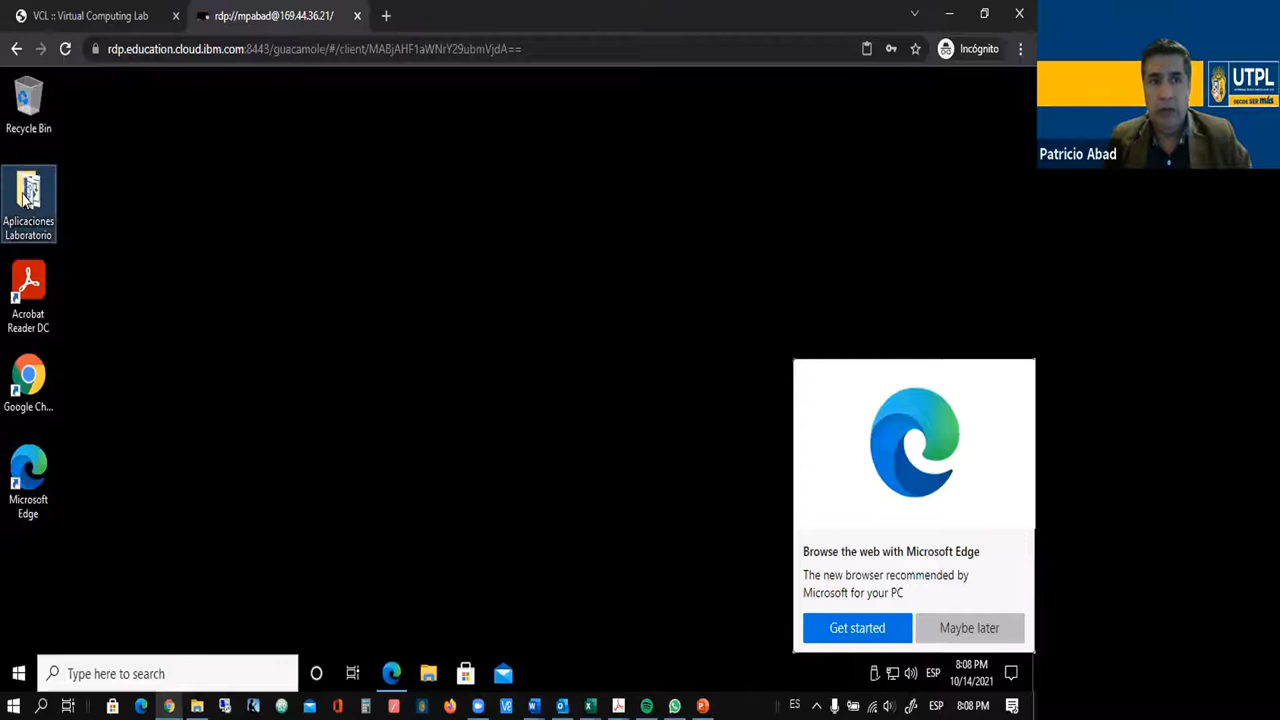 VCL :: Virtual Computing Lab
rdp://mpabad@169.44.36.21/
rdp.education.cloud.ibm.com:8443/guacamole/#/client/MABjAHF1aWNrY29ubmVjdA==
Incógnito
UTPL
DECIDE SER MÁS
Patricio Abad
Recycle Bin
Aplicaciones
Laboratorio
Acrobat
Reader DC
Google Ch...
Microsoft
Edge
Browse the web with Microsoft Edge
The new browser recommended by
Microsoft for your PC
Get started
Maybe later
Type here to search
ESP
8:08 PM
10/14/2021
ES
ESP
8:08 PM